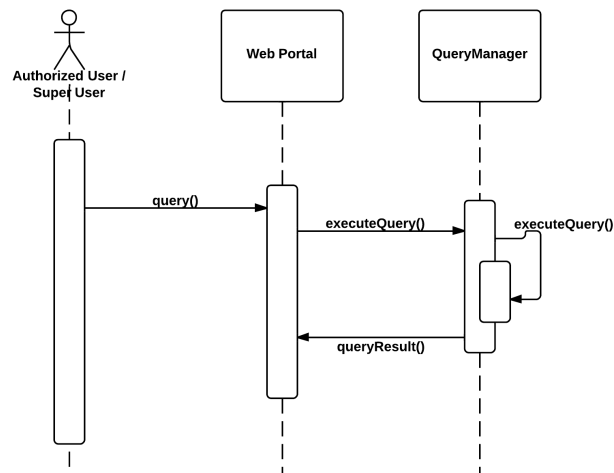 Authorized User /
Super User
Web Portal
QueryManager
query()
executeQuery()
executeQuery()
queryResult()